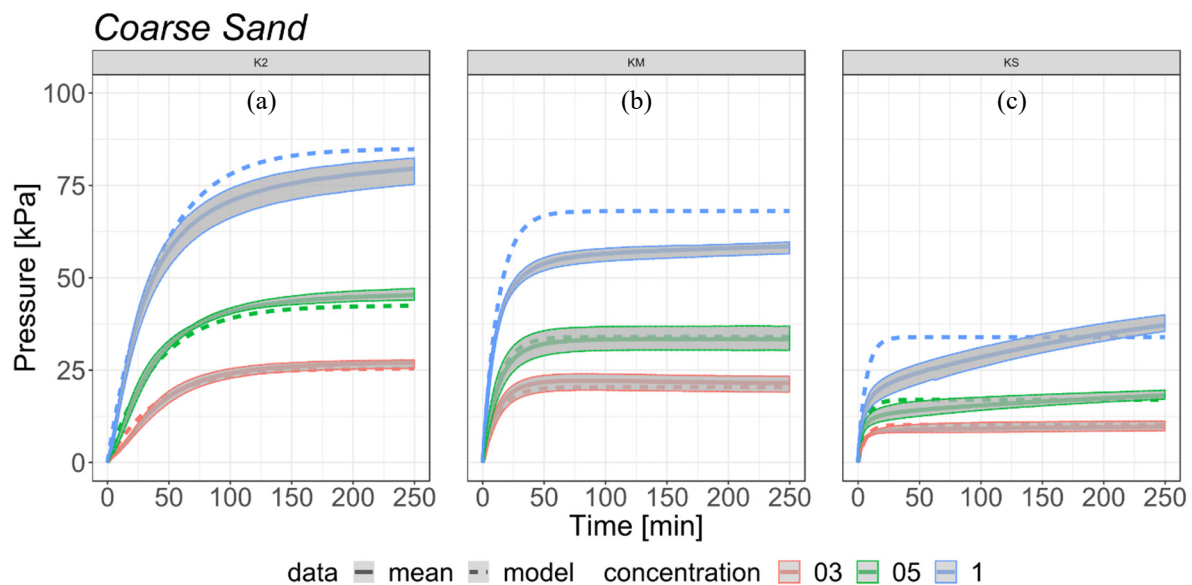 Coarse Sand
K2 KM KS
(a) (b) (c)
Pressure [kPa]
100
75
50
25
0
0 50 100 150 200 250 0 50 100 150 200 250 0 50 100 150 200 250
Time [min]
data mean model concentration 03 05 1